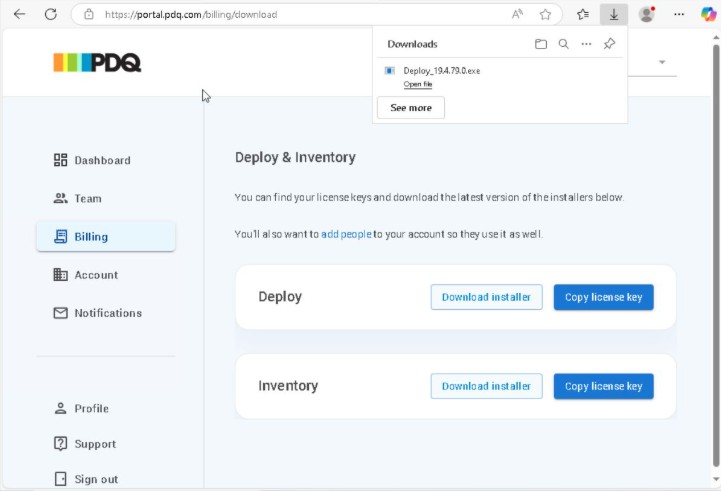 https://portal.pdq.com/billing/download
Downloads
Deploy_19.4.79.0.exe
Open file
See more
PDQ
Dashboard
Team
Billing
Account
Notifications
Profile
Support
Sign out
Deploy & Inventory
You can find your license keys and download the latest version of the installers below.
You'll also want to add people to your account so they use it as well.
Deploy
Download installer
Copy license key
Inventory
Download installer
Copy license key